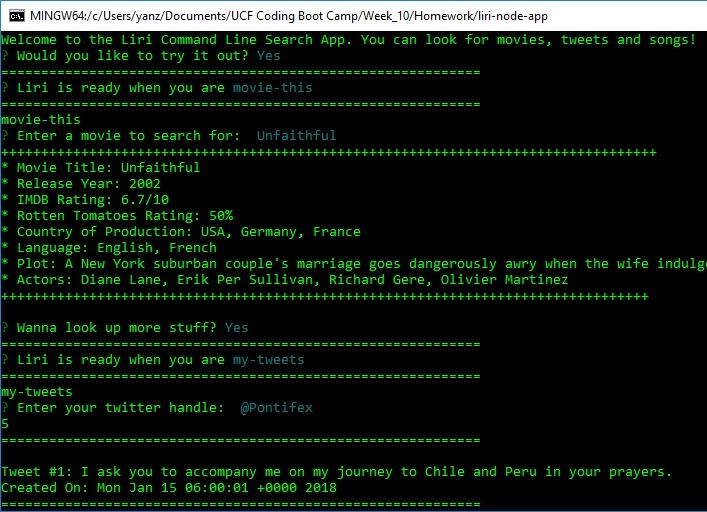 MINGW64:/c/Users/yanz/Documents/UCF Coding Boot Camp/Week_10/Homework/liri-node-app
Welcome to the Liri Command Line Search App. You can look for movies, tweets and songs!
? Would you like to try it out? Yes
============================================================
? Liri is ready when you are movie-this
============================================================
movie-this
? Enter a movie to search for:  Unfaithful
++++++++++++++++++++++++++++++++++++++++++++++++++++++++++++++++++++++++++++++++++
* Movie Title: Unfaithful
* Release Year: 2002
* IMDB Rating: 6.7/10
* Rotten Tomatoes Rating: 50%
* Country of Production: USA, Germany, France
* Language: English, French
* Plot: A New York suburban couple's marriage goes dangerously awry when the wife indulg
* Actors: Diane Lane, Erik Per Sullivan, Richard Gere, Olivier Martinez
+++++++++++++++++++++++++++++++++++++++++++++++++++++++++++++++++++++++++++++++++
? Wanna look up more stuff? Yes
============================================================
? Liri is ready when you are my-tweets
============================================================
my-tweets
? Enter your twitter handle:  @Pontifex
5
============================================================
Tweet #1: I ask you to accompany me on my journey to Chile and Peru in your prayers.
Created On: Mon Jan 15 06:00:01 +0000 2018
============================================================